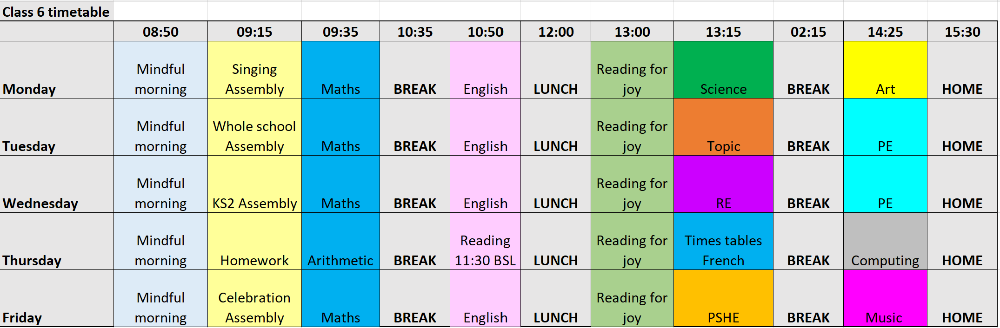 Class 6 timetable
08:50 09:15 09:35 10:35 10:50 12:00 13:00 13:15 02:15 14:25 15:30
Mindful Singing Reading for
Monday morning Assembly Maths BREAK English LUNCH joy Science BREAK Art HOME
Mindful Whole school Reading for
Tuesday morning Assembly Maths BREAK English LUNCH joy Topic BREAK PE HOME
Mindful Reading for
Wednesday morning KS2 Assembly Maths BREAK English LUNCH joy RE BREAK PE HOME
Mindful Reading Reading for Times tables
Thursday morning Homework Arithmetic BREAK 11:30 BSL LUNCH joy French BREAK Computing HOME
Mindful Celebration Reading for
Friday morning Assembly Maths BREAK English LUNCH joy PSHE BREAK Music HOME